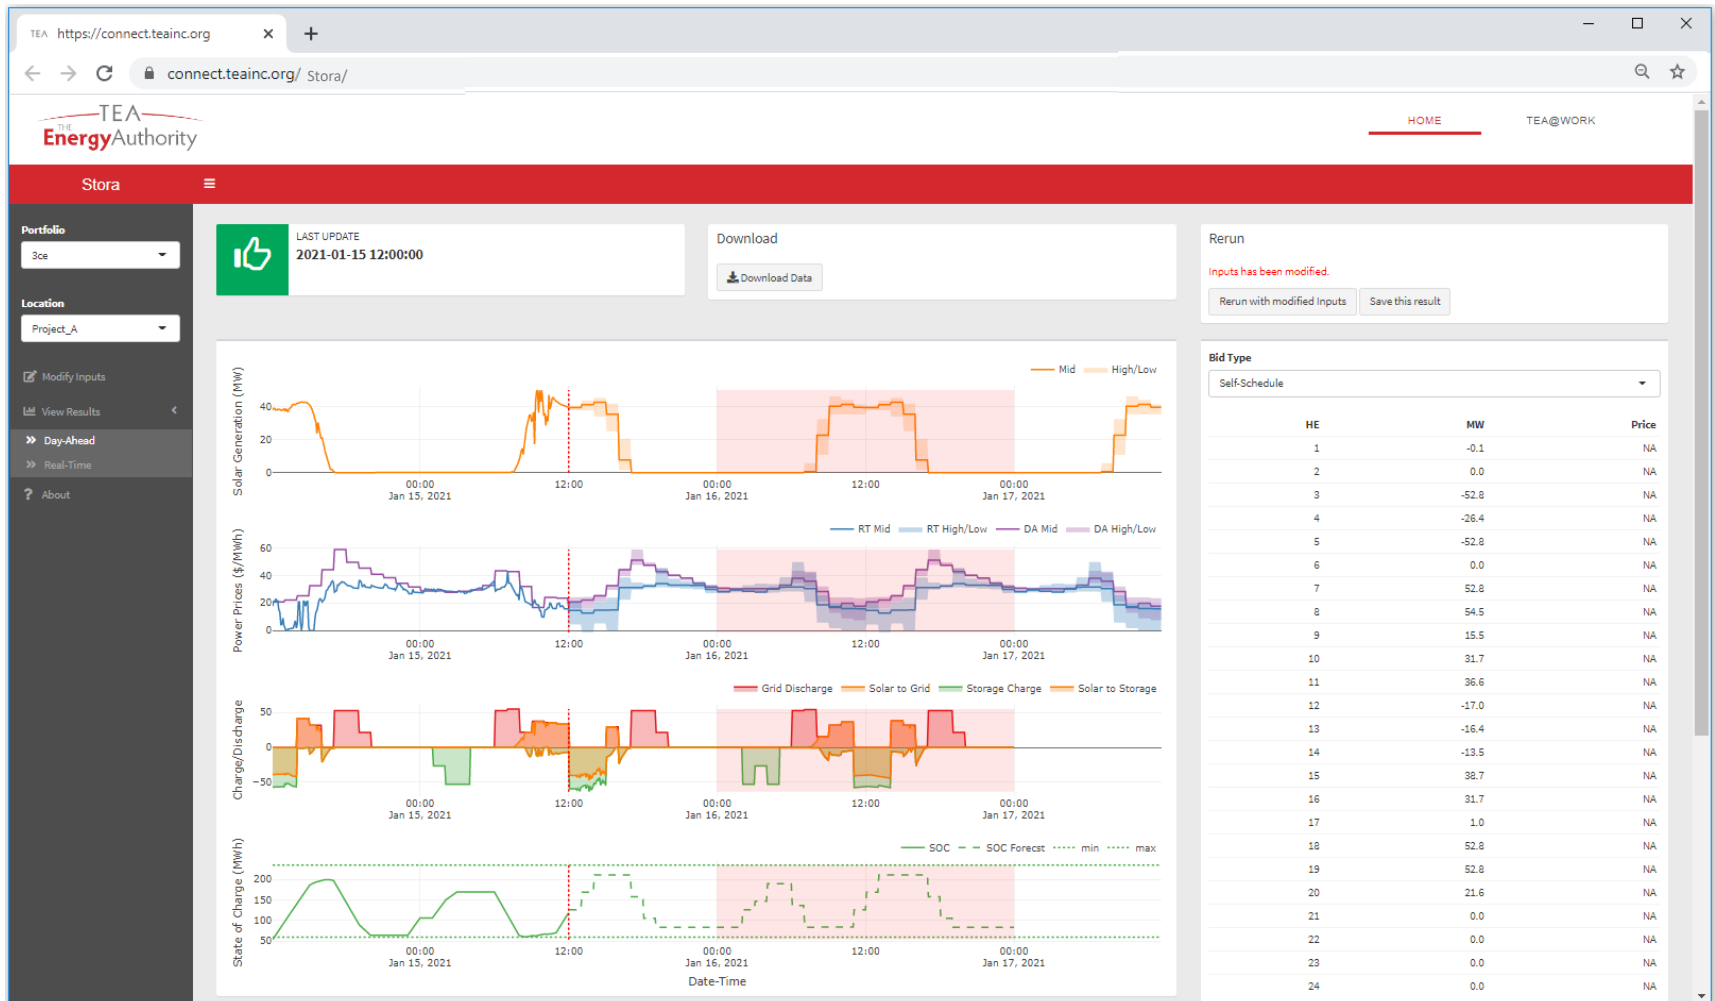 TEA https://connect.teainc.org
connect.teainc.org/ Stora/
TEA
THE
EnergyAuthority
HOME TEA@WORK
Stora
Portfolio
3ce
Location
Project_A
Modify Inputs
View Results
Day-Ahead
Real-Time
? About
LAST UPDATE
2021-01-15 12:00:00
Download
Download Data
Rerun
Inputs has been modified.
Rerun with modified Inputs Save this result
Mid High/Low
Solar Generation (MW)
40
20
0
00:00 12:00 00:00 12:00 00:00
Jan 15, 2021 Jan 16, 2021 Jan 17, 2021
RT Mid RT High/Low DA Mid DA High/Low
Power Prices ($/MWh)
60
40
20
0
00:00 12:00 00:00 12:00 00:00
Jan 15, 2021 Jan 16, 2021 Jan 17, 2021
Grid Discharge Solar to Grid Storage Charge Solar to Storage
Charge/Discharge
50
0
−50
00:00 12:00 00:00 12:00 00:00
Jan 15, 2021 Jan 16, 2021 Jan 17, 2021
SOC SOC Forecst min max
State of Charge (MWh)
200
150
100
50
00:00 12:00 00:00 12:00 00:00
Jan 15, 2021 Jan 16, 2021 Jan 17, 2021
Date-Time
Bid Type
Self-Schedule
HE MW Price
1 -0.1 NA
2 0.0 NA
3 -52.8 NA
4 -26.4 NA
5 -52.8 NA
6 0.0 NA
7 52.8 NA
8 54.5 NA
9 15.5 NA
10 31.7 NA
11 36.6 NA
12 -17.0 NA
13 -16.4 NA
14 -13.5 NA
15 38.7 NA
16 31.7 NA
17 1.0 NA
18 52.8 NA
19 52.8 NA
20 21.6 NA
21 0.0 NA
22 0.0 NA
23 0.0 NA
24 0.0 NA